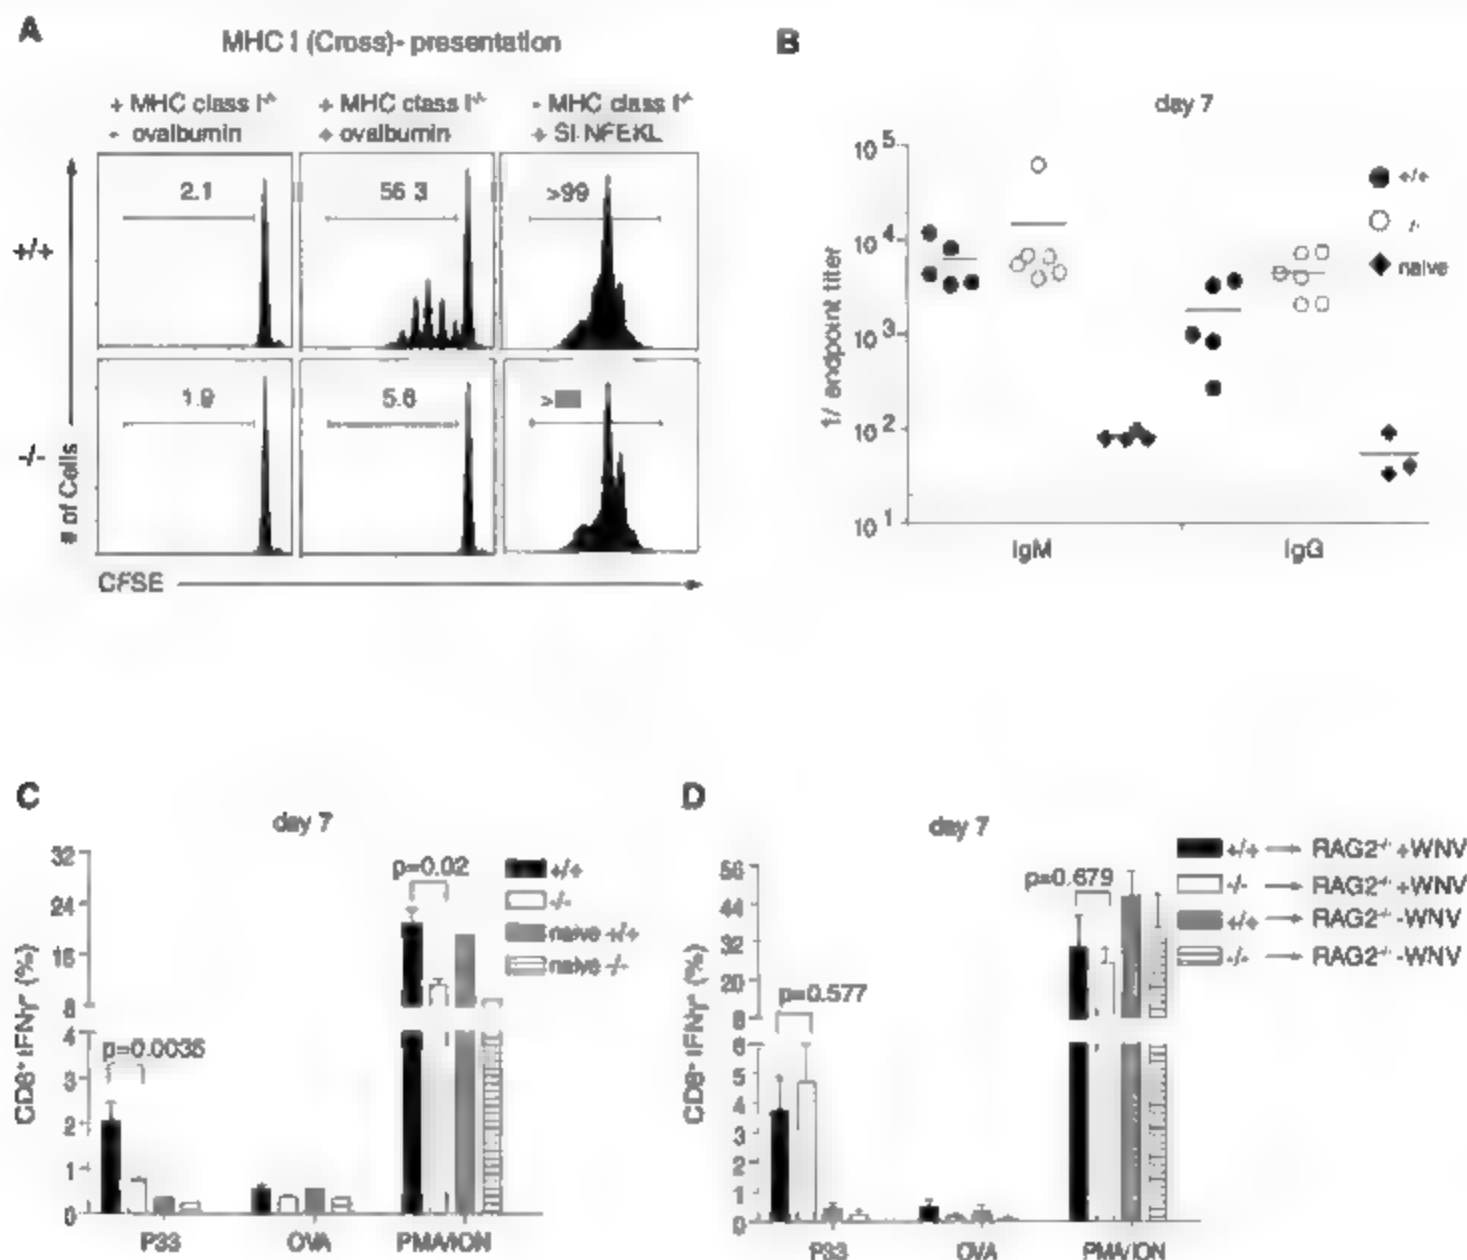 A
MHC I (Cross)- presentation
+ MHC class I-/-
- ovalbumin
+ MHC class I-/-
+ ovalbumin
- MHC class I-/-
+ SIINFEKL
+/+
2.1
56.3
>99
-/-
1.9
5.6
>
# of Cells
CFSE
B
day 7
1/ endpoint titer
10 5
10 4
10 3
10 2
10 1
IgM
IgG
+/+
-/-
naive
C
day 7
CD8+ IFNγ+ (%)
32
24
16
8
4
3
2
1
0
p=0.0035
p=0.02
+/+
-/-
naive +/+
naive -/-
P33
OVA
PMA/ION
D
day 7
CD8+ IFNγ+ (%)
56
44
32
20
8
6
5
4
3
2
1
0
p=0.577
p=0.679
+/+ → RAG2-/- +WNV
-/- → RAG2-/- +WNV
+/+ → RAG2-/- -WNV
-/- → RAG2-/- -WNV
P33
OVA
PMA/ION